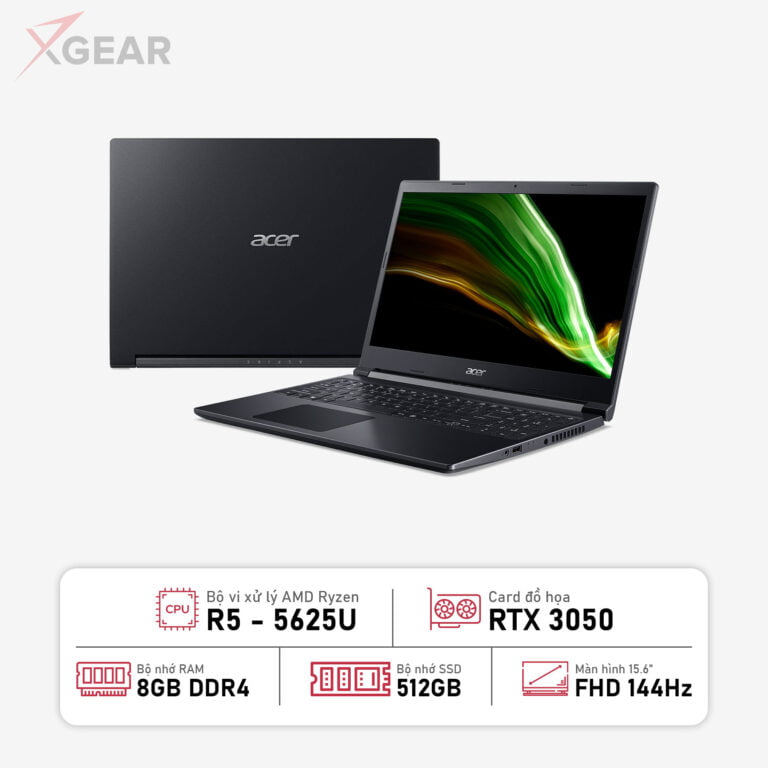 XGEAR
acer
ASPIRE
acer
Bộ vi xử lý AMD Ryzen
CPU
R5 - 5625U
Card đồ họa
RTX 3050
Bộ nhớ RAM
8GB DDR4
Bộ nhớ SSD
512GB
Màn hình 15.6"
FHD 144Hz